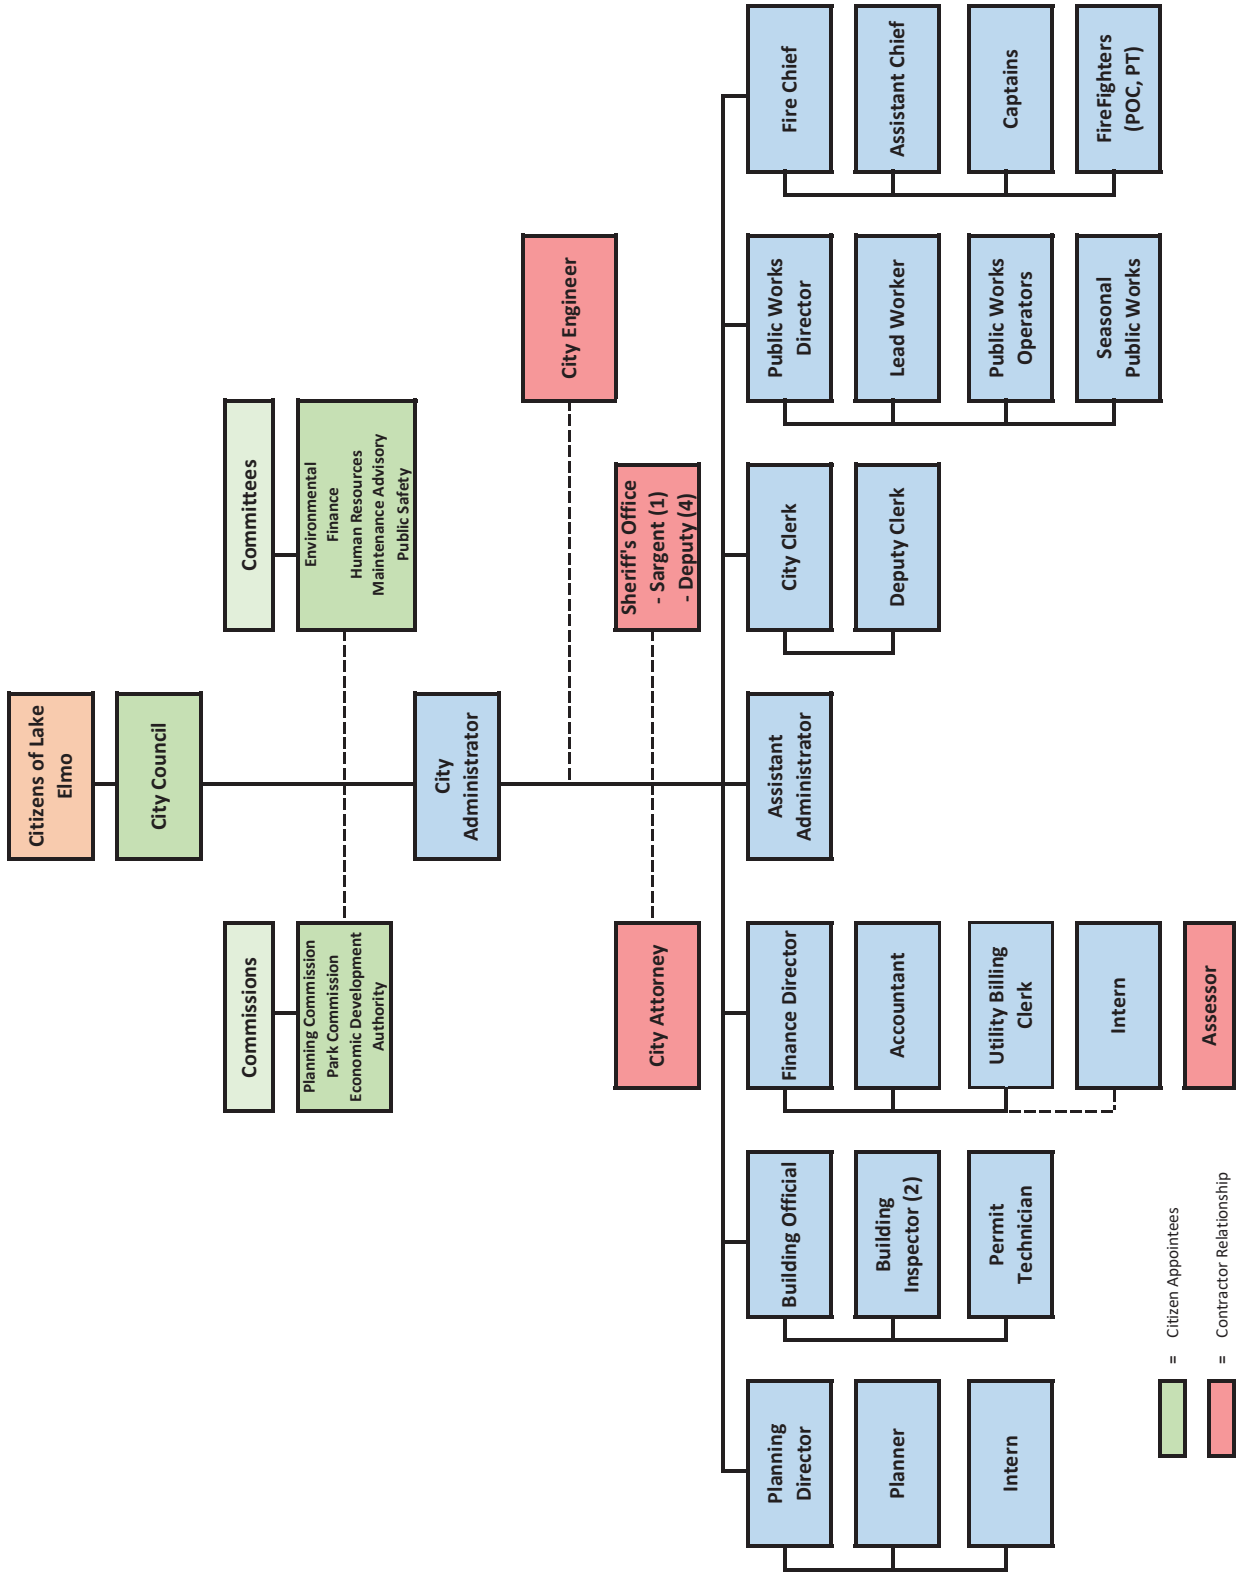 Citizens of Lake
Elmo
City Council
Commissions
Planning Commission
Park Commission
Economic Development
Authority
Committees
Environmental
Finance
Human Resources
Maintenance Advisory
Public Safety
City
Administrator
City Engineer
City Attorney
Sheriff's Office
- Sargent (1)
- Deputy (4)
Planning
Director
Planner
Intern
Building Official
Building
Inspector (2)
Permit
Technician
Finance Director
Accountant
Utility Billing
Clerk
Intern
Assessor
Assistant
Administrator
City Clerk
Deputy Clerk
Public Works
Director
Lead Worker
Public Works
Operators
Seasonal
Public Works
Fire Chief
Assistant Chief
Captains
FireFighters
(POC, PT)
= Citizen Appointees
= Contractor Relationship